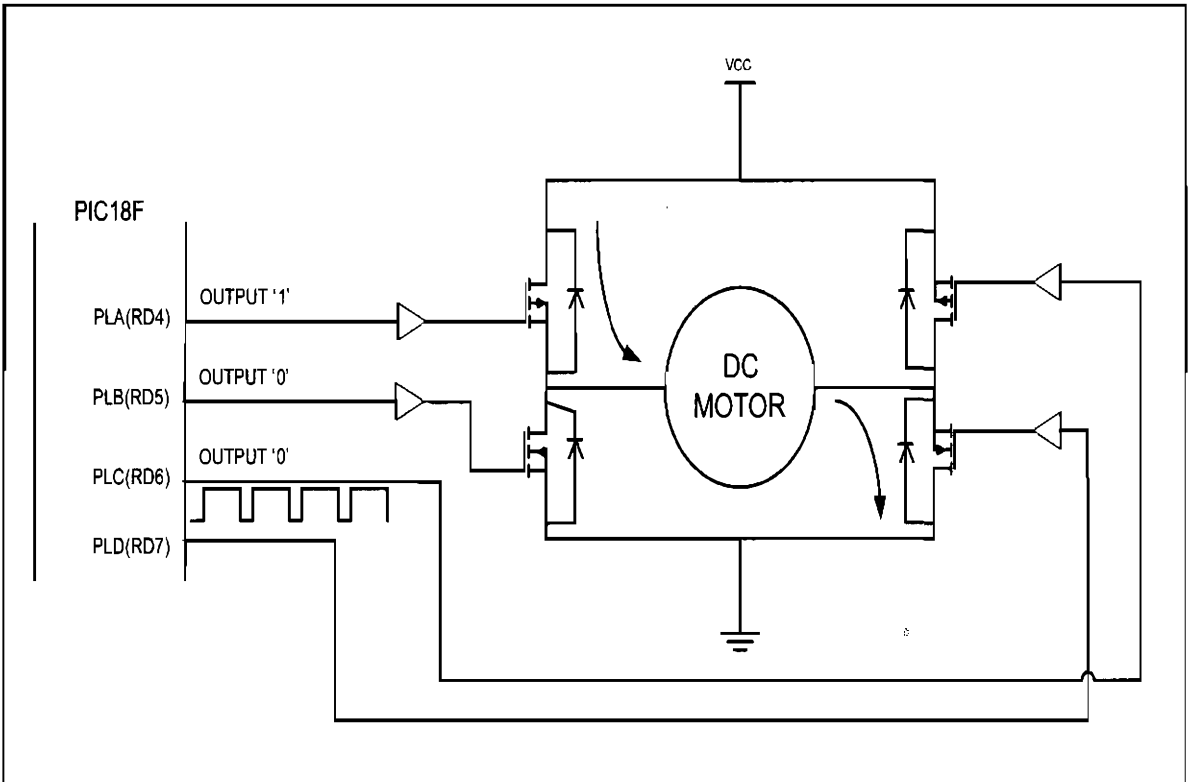 VCC
PIC18F
OUTPUT '1'
PLA(RD4)
OUTPUT '0'
PLB(RD5)
OUTPUT '0'
PLC(RD6)
PLD(RD7)
DC
MOTOR